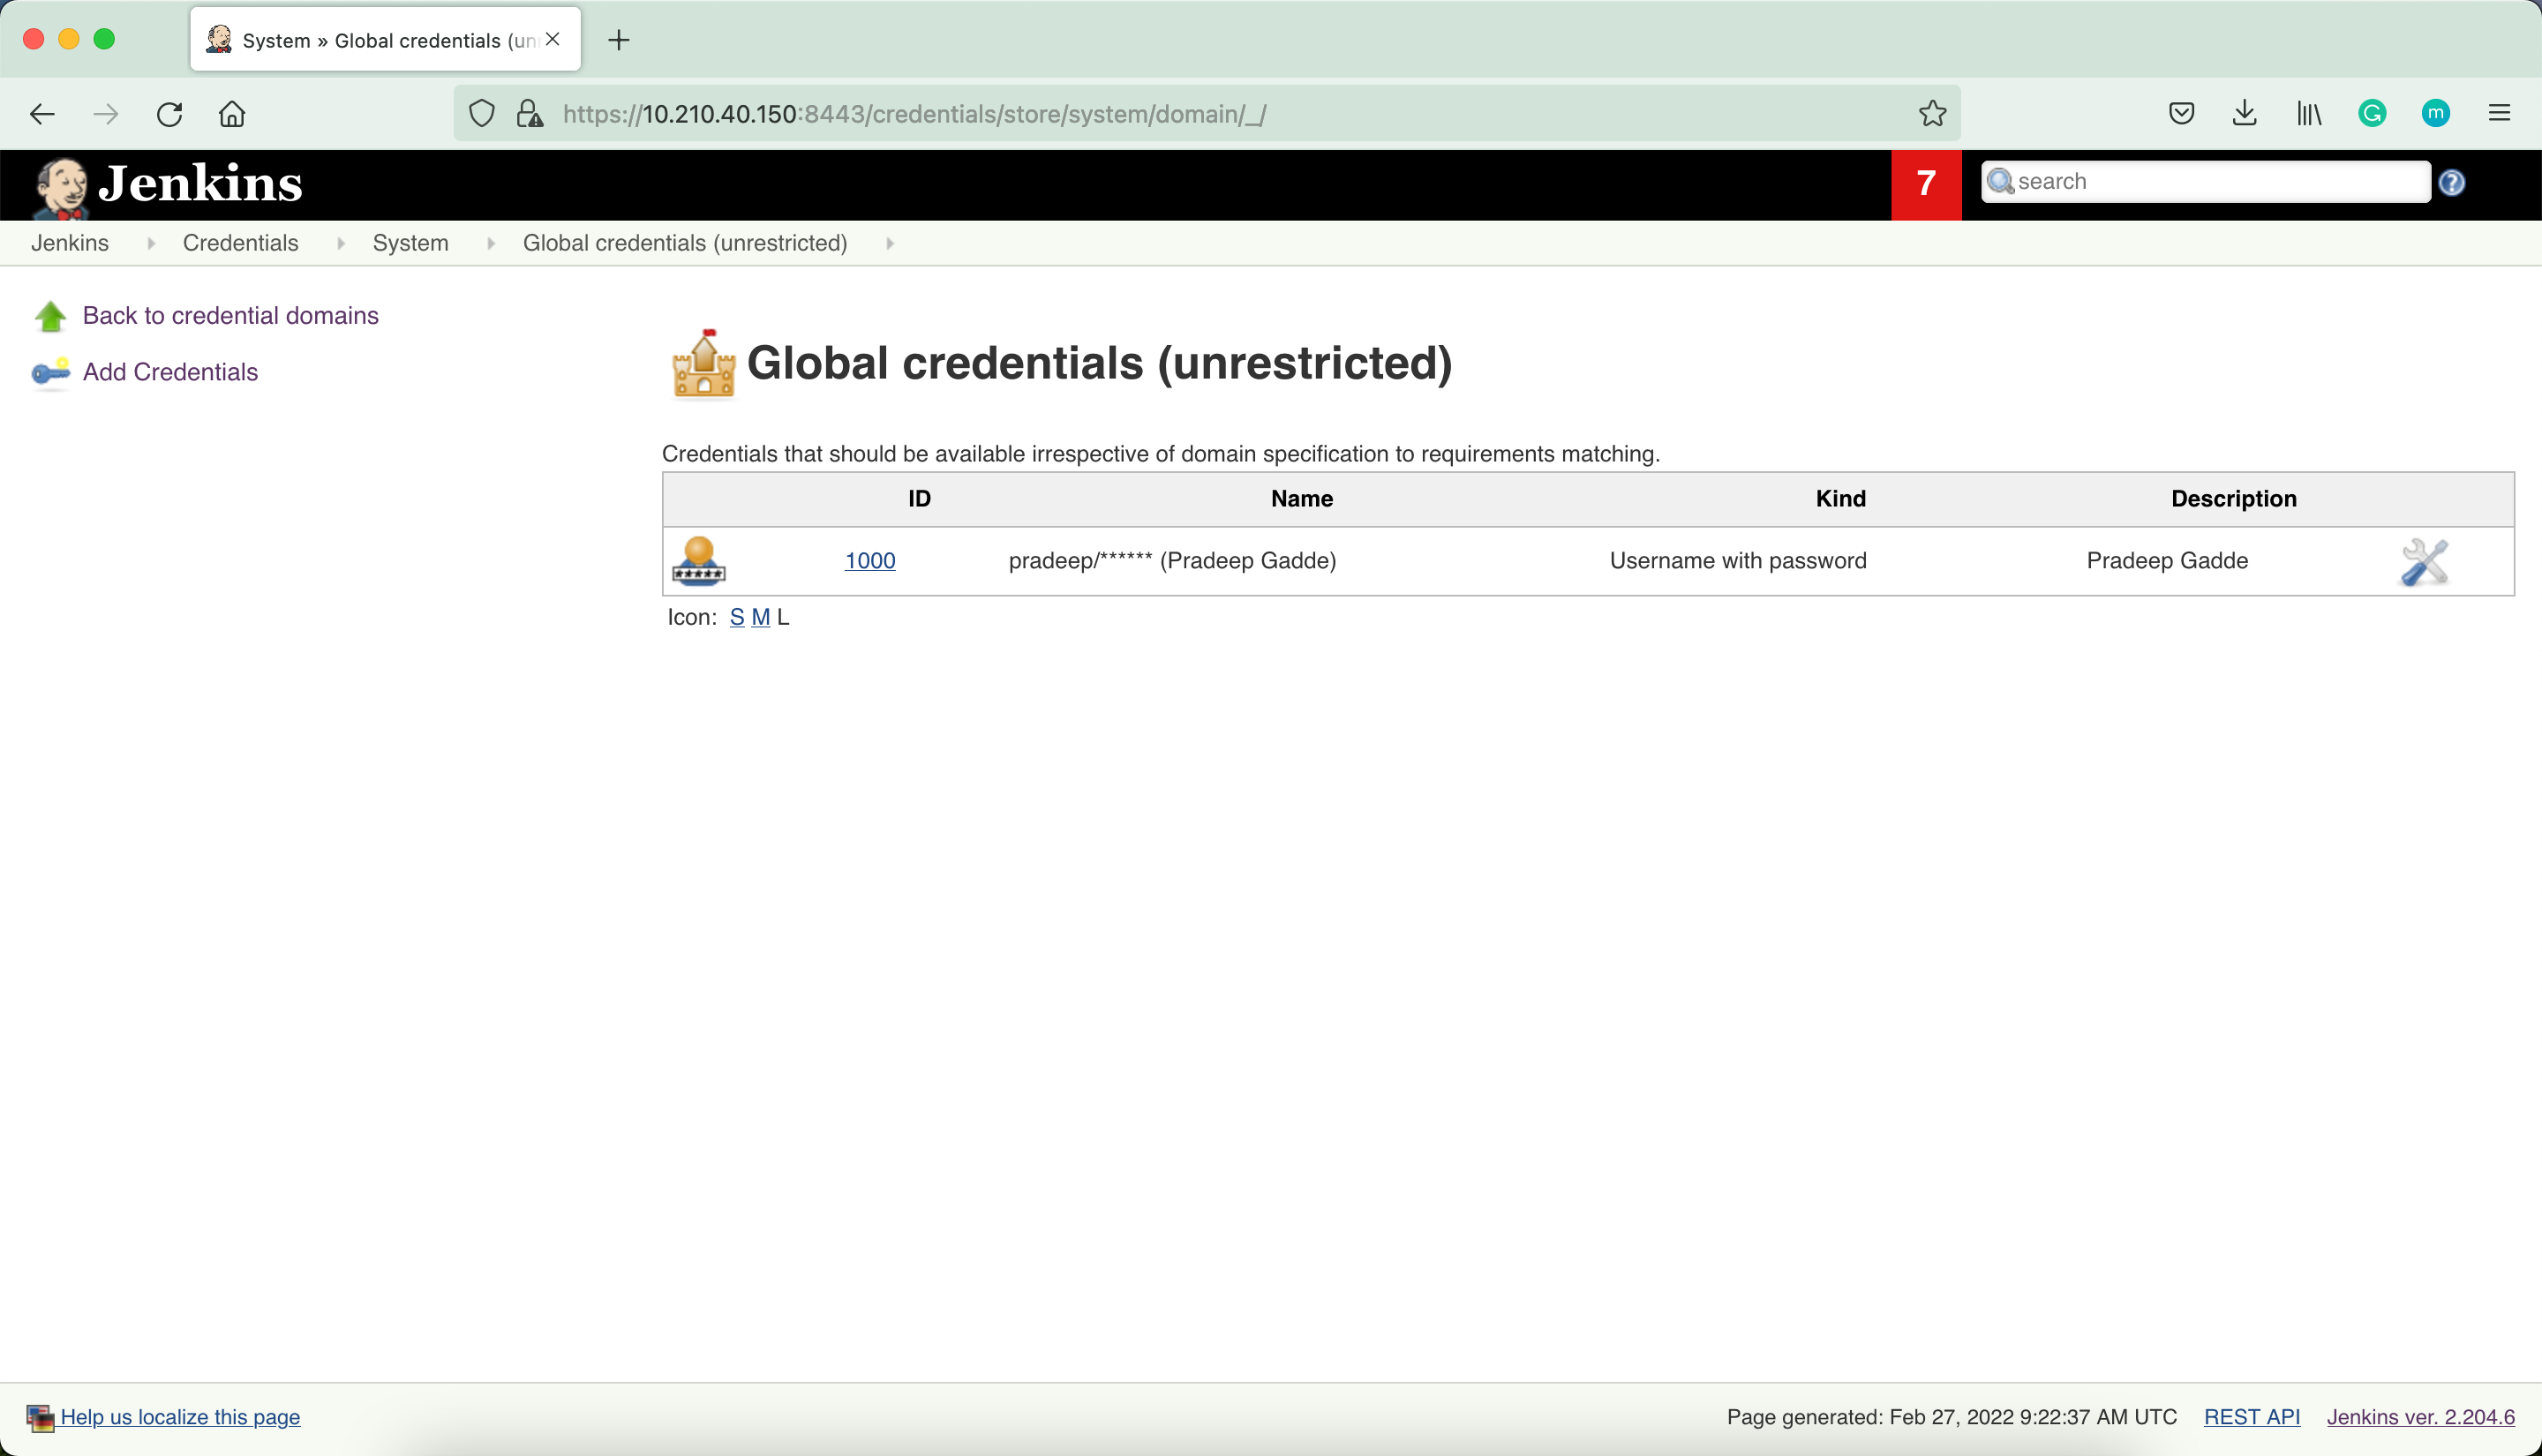 System » Global credentials (un
https://10.210.40.150:8443/credentials/store/system/domain/_/
m
Jenkins
7
search
Jenkins Credentials System Global credentials (unrestricted)
Back to credential domains
Add Credentials
Global credentials (unrestricted)
Credentials that should be available irrespective of domain specification to requirements matching.
ID Name Kind Description
1000 pradeep/****** (Pradeep Gadde) Username with password Pradeep Gadde
Icon: S M L
Help us localize this page
Page generated: Feb 27, 2022 9:22:37 AM UTC REST API Jenkins ver. 2.204.6